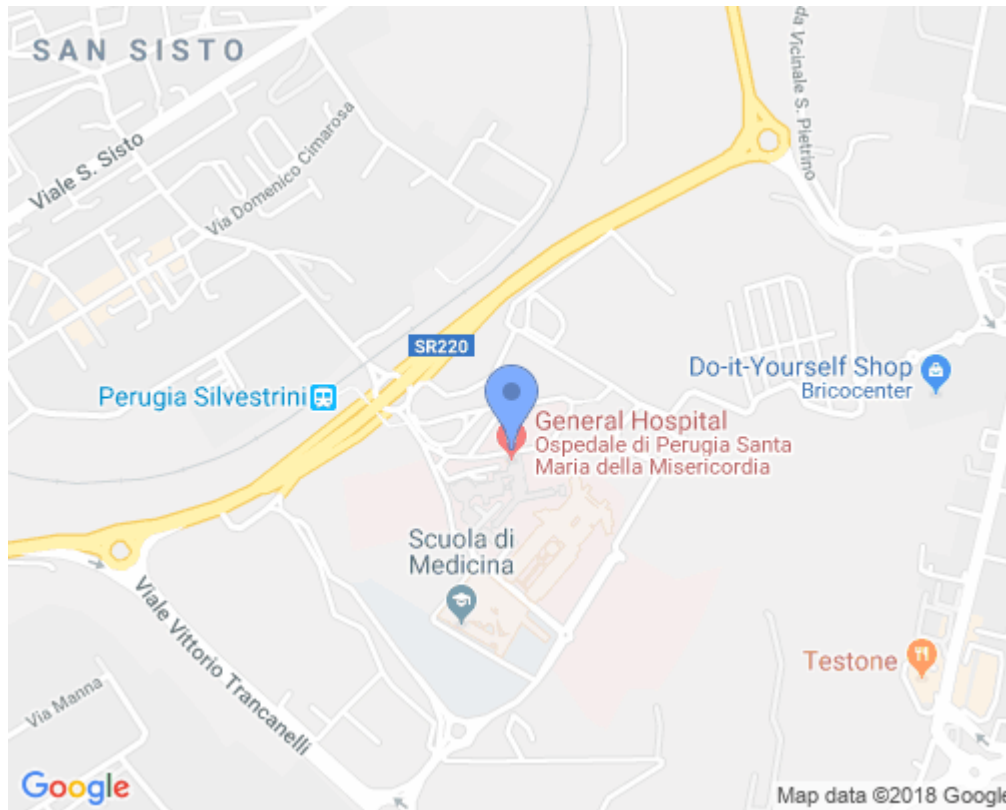 SAN SISTO
Viale S. Sisto
Via Domenico Cimarosa
da Vicinale S. Pietrino
SR220
Perugia Silvestrini
Do-it-Yourself Shop
Bricocenter
General Hospital
Ospedale di Perugia Santa
Maria della Misericordia
Scuola di
Medicina
Viale Vittorio Trancanelli
Via Manna
Testone
Google
Map data ©2018 Google